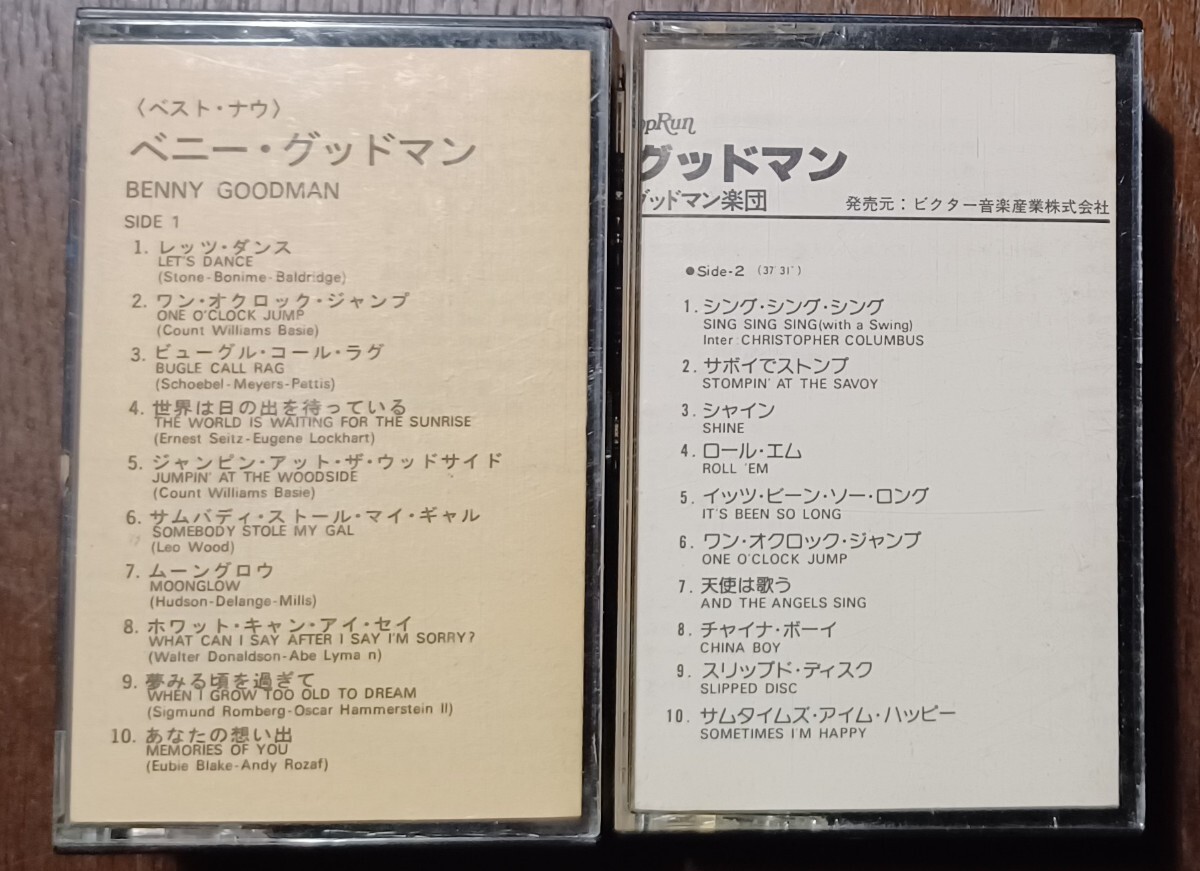 〈ベスト・ナウ〉
ベニー・グッドマン
BENNY GOODMAN
SIDE 1
1. レッツ・ダンス
LET'S DANCE
(Stone-Bonime-Baldridge)
2. ワン・オクロック・ジャンプ
ONE O'CLOCK JUMP
(Count Williams Basie)
3. ビューグル・コール・ラグ
BUGLE CALL RAG
(Schoebel-Meyers-Pettis)
4. 世界は日の出を待っている
THE WORLD IS WAITING FOR THE SUNRISE
(Ernest Seitz-Eugene Lockhart)
5. ジャンピン・アット・ザ・ウッドサイド
JUMPIN' AT THE WOODSIDE
(Count Williams Basie)
6. サムバディ・ストール・マイ・ギャル
SOMEBODY STOLE MY GAL
(Leo Wood)
7. ムーングロウ
MOONGLOW
(Hudson-Delange-Mills)
8. ホワット・キャン・アイ・セイ
WHAT CAN I SAY AFTER I SAY I'M SORRY?
(Walter Donaldson-Abe Lyma n)
9. 夢みる頃を過ぎて
WHEN I GROW TOO OLD TO DREAM
(Sigmund Romberg-Oscar Hammerstein II)
10. あなたの想い出
MEMORIES OF YOU
(Eubie Blake-Andy Rozaf)
opRun
グッドマン
グッドマン楽団 発売元：ビクター音楽産業株式会社
●Side-2 (37'31")
1. シング・シング・シング
SING SING SING(with a Swing)
Inter:CHRISTOPHER COLUMBUS
2. サボイでストンプ
STOMPIN' AT THE SAVOY
3. シャイン
SHINE
4. ロール・エム
ROLL 'EM
5. イッツ・ビーン・ソー・ロング
IT'S BEEN SO LONG
6. ワン・オクロック・ジャンプ
ONE O'CLOCK JUMP
7. 天使は歌う
AND THE ANGELS SING
8. チャイナ・ボーイ
CHINA BOY
9. スリップド・ディスク
SLIPPED DISC
10. サムタイムズ・アイム・ハッピー
SOMETIMES I'M HAPPY